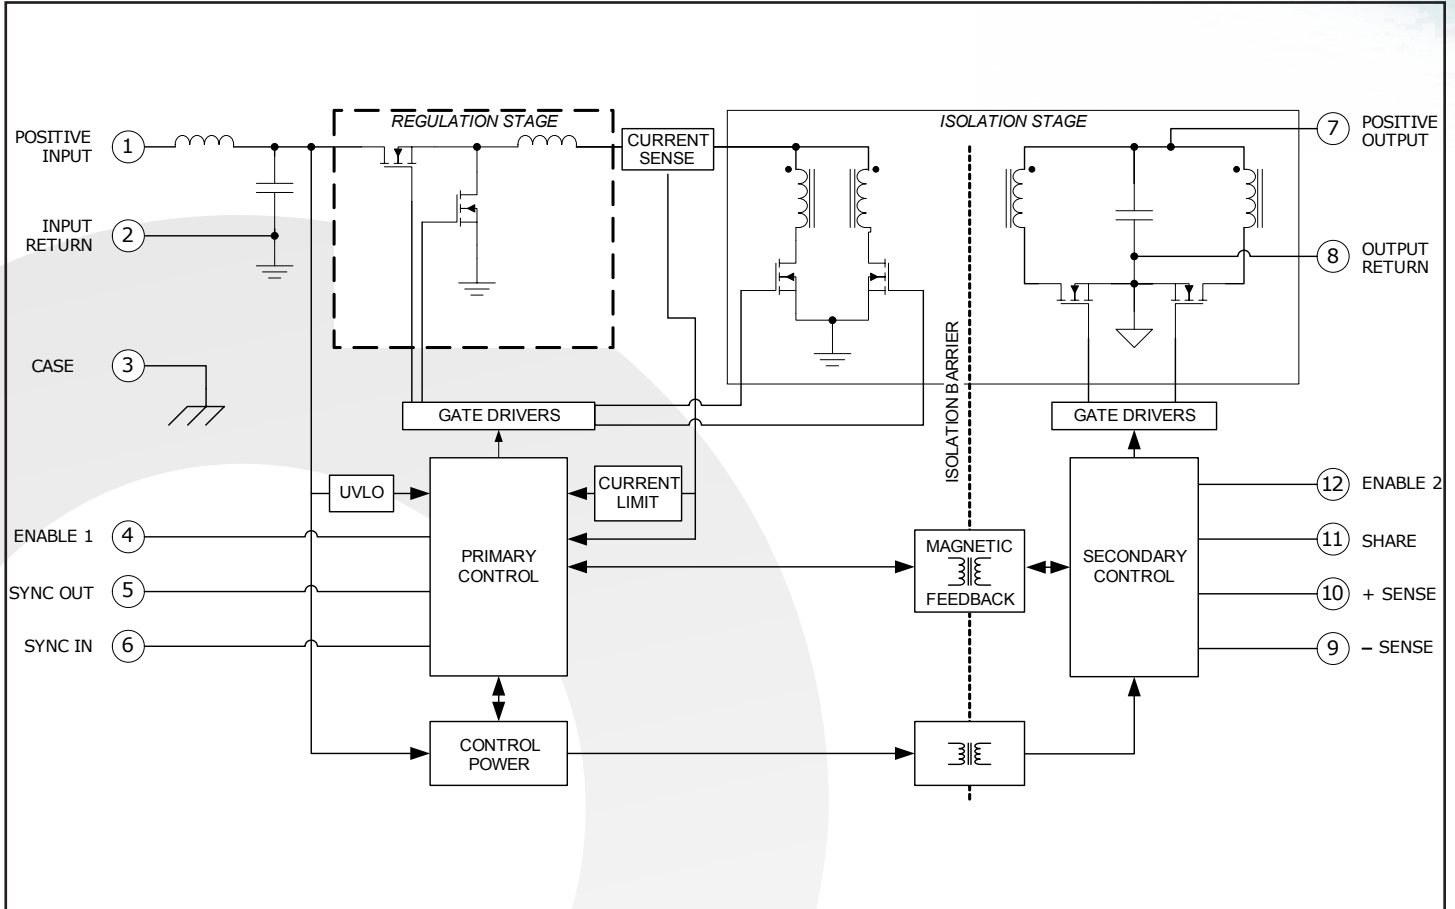 REGULATION STAGE
ISOLATION STAGE
POSITIVE
INPUT
1
CURRENT
SENSE
7
POSITIVE
OUTPUT
INPUT
RETURN
2
8
OUTPUT
RETURN
CASE
3
ISOLATION BARRIER
GATE DRIVERS
GATE DRIVERS
UVLO
CURRENT
LIMIT
12
ENABLE 2
ENABLE 1
4
PRIMARY
CONTROL
MAGNETIC
FEEDBACK
SECONDARY
CONTROL
11
SHARE
SYNC OUT
5
10
+ SENSE
SYNC IN
6
9
– SENSE
CONTROL
POWER